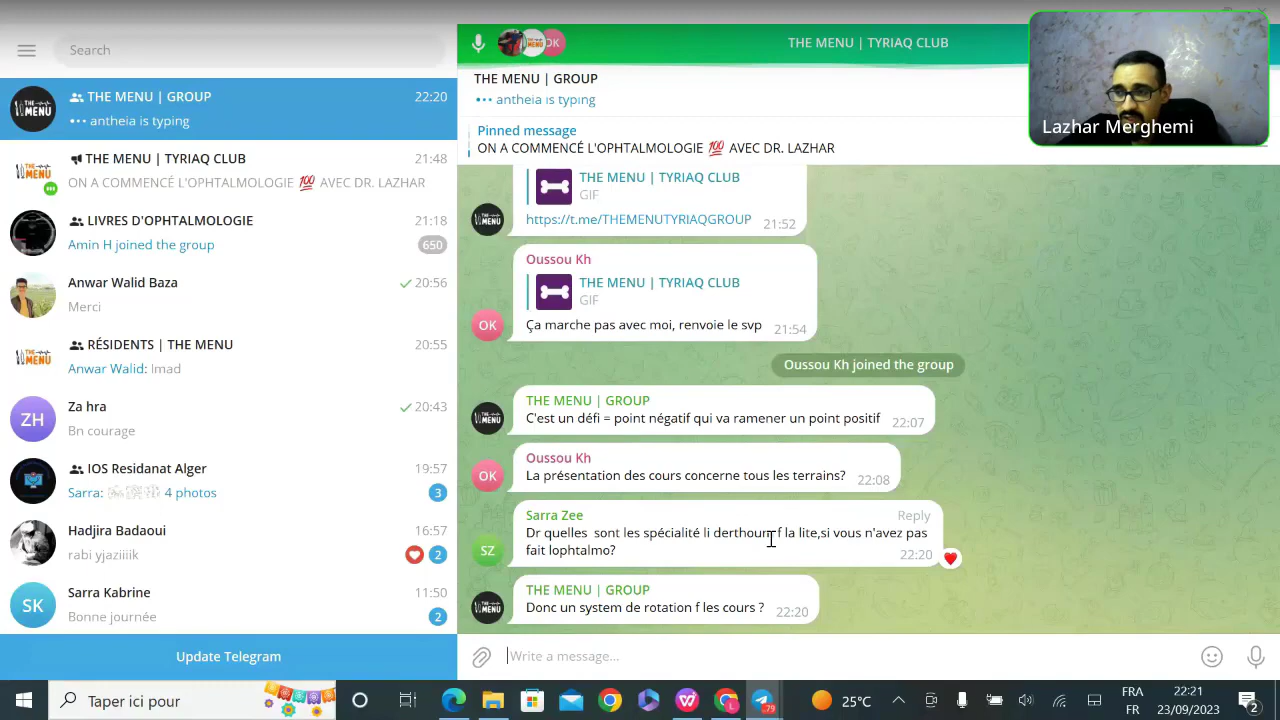 Search
THE MENU | GROUP
22:20
••• antheia is typing
THE MENU | TYRIAQ CLUB
21:48
ON A COMMENCÉ L'OPHTALMOLOGIE 💯 AVEC DR. LAZHAR
LIVRES D'OPHTALMOLOGIE
21:18
Amin H joined the group
650
Anwar Walid Baza
20:56
Merci
RÉSIDENTS | THE MENU
20:55
Anwar Walid: Imad
ZH
Za hra
20:43
Bn courage
IOS Residanat Alger
19:57
Sarra: 4 photos
3
Hadjira Badaoui
16:57
rabi yjaziiik
2
SK
Sarra Kabrine
11:50
Bonne journée
2
Update Telegram
OK
THE MENU | TYRIAQ CLUB
THE MENU | GROUP
••• antheia is typing
Pinned message
ON A COMMENCÉ L'OPHTALMOLOGIE 💯 AVEC DR. LAZHAR
Lazhar Merghemi
THE MENU | TYRIAQ CLUB
GIF
https://t.me/THEMENUTYRIAQGROUP
21:52
Oussou Kh
THE MENU | TYRIAQ CLUB
GIF
OK
Ça marche pas avec moi, renvoie le svp
21:54
Oussou Kh joined the group
THE MENU | GROUP
C'est un défi = point négatif qui va ramener un point positif
22:07
Oussou Kh
OK
La présentation des cours concerne tous les terrains?
22:08
Sarra Zee
Reply
Dr quelles sont les spécialité li derthoum f la lite,si vous n'avez pas
SZ
fait lophtalmo?
22:20
THE MENU | GROUP
Donc un system de rotation f les cours ?
22:20
Write a message...
Taper ici pour
79
25°C
FRA
FR
22:21
23/09/2023
2